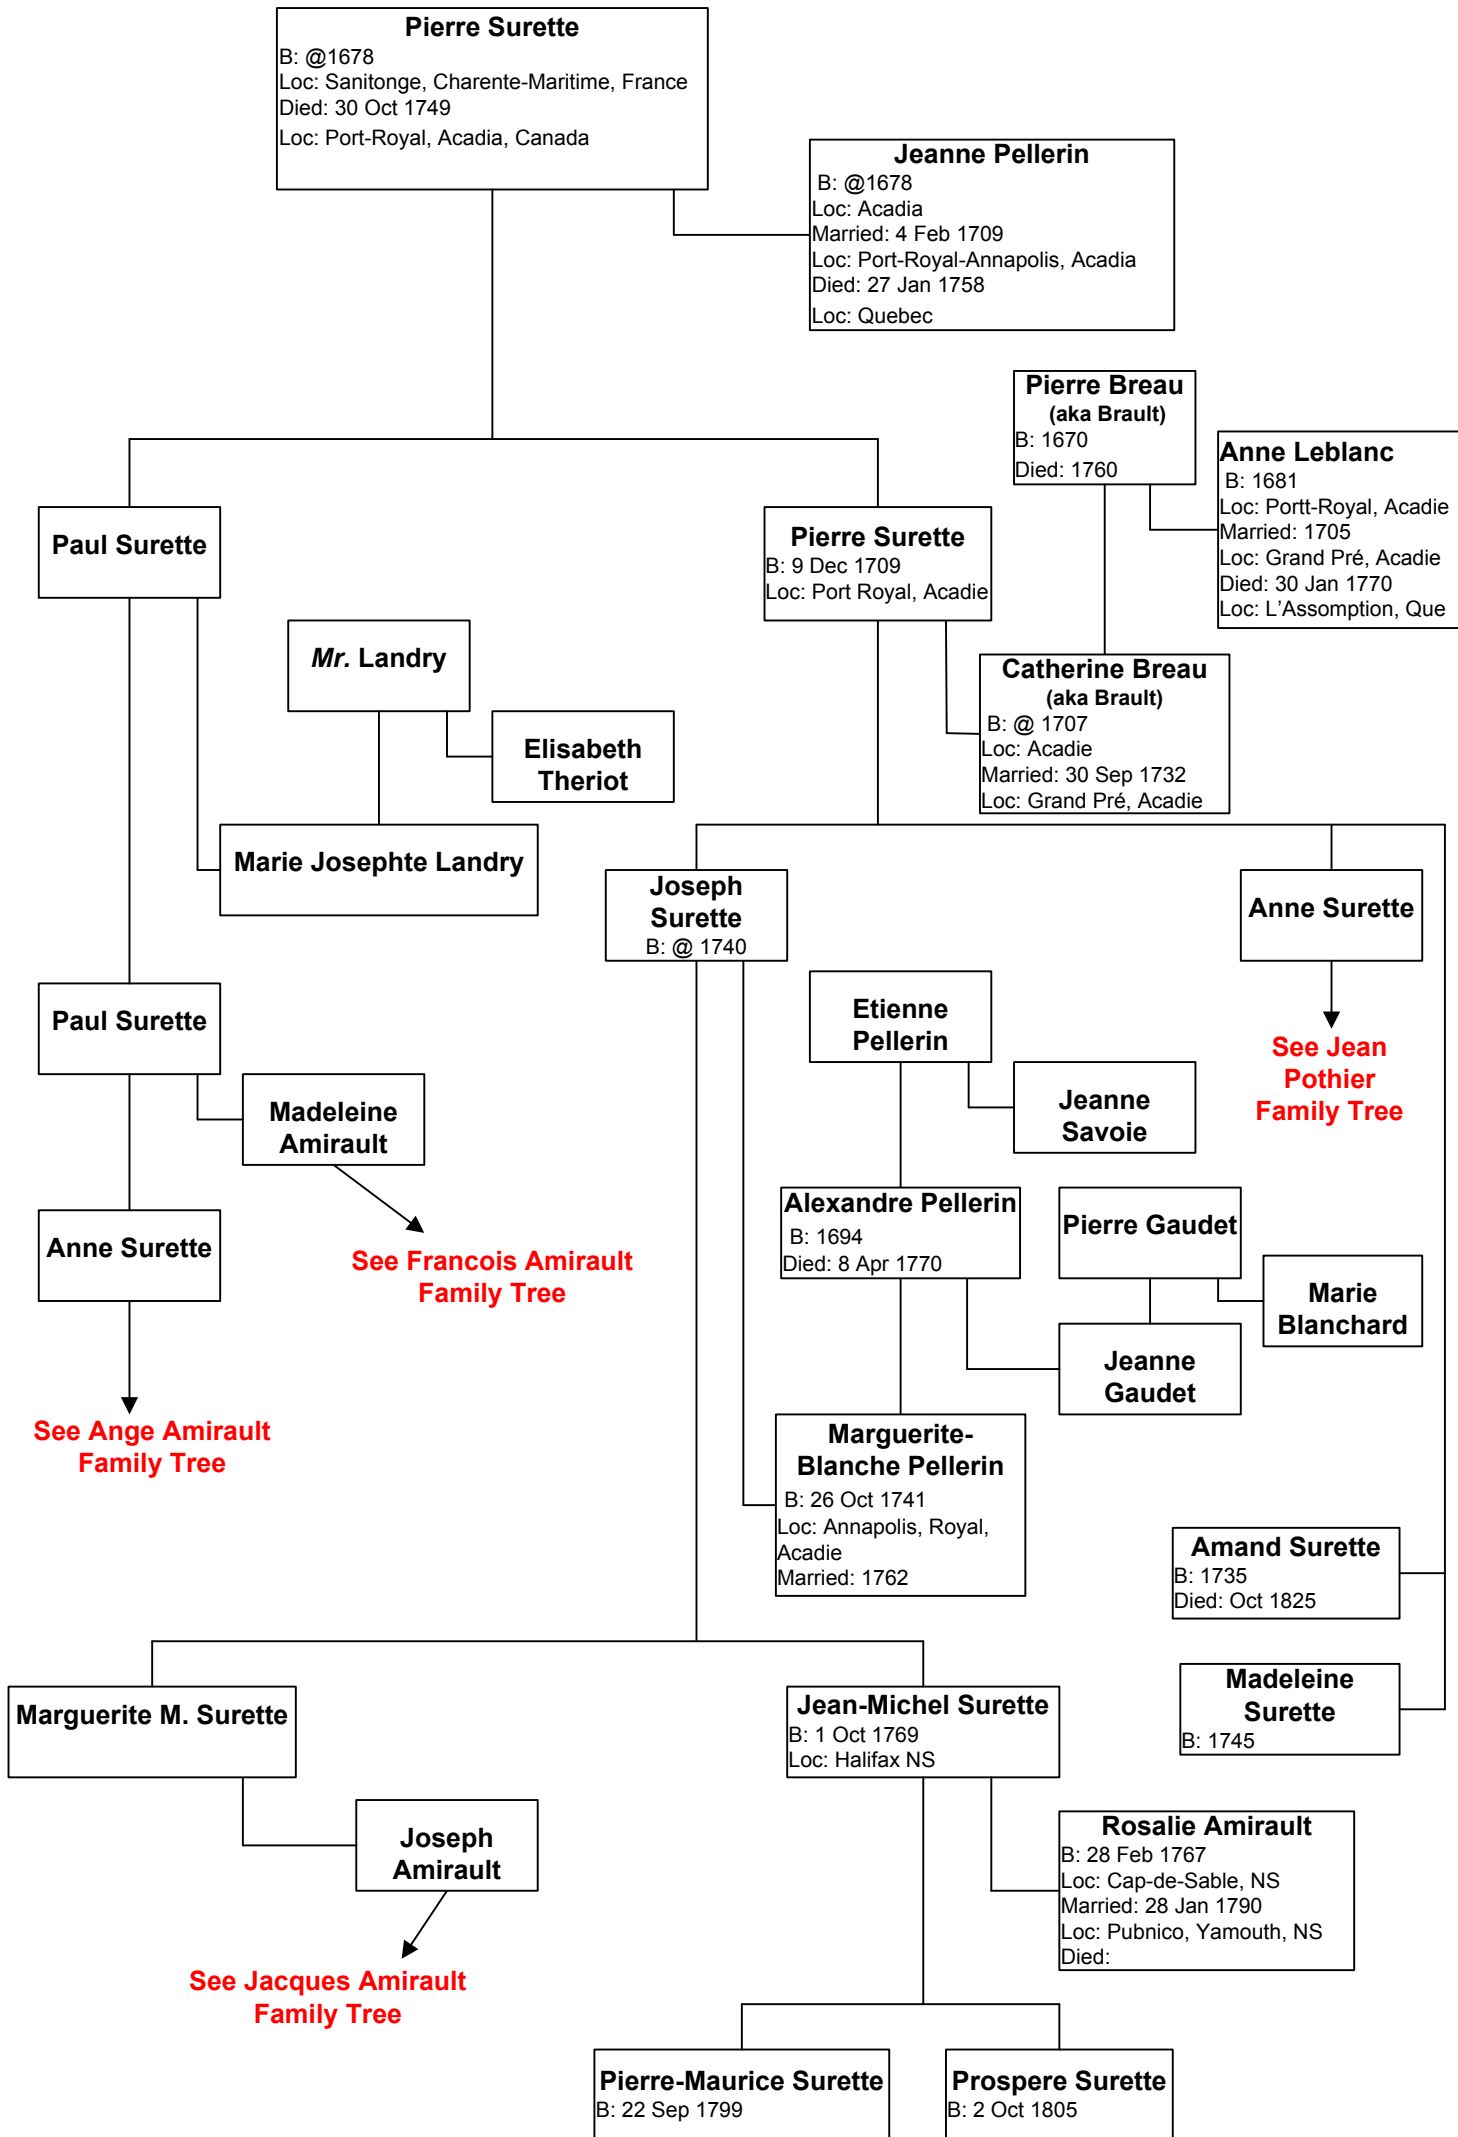 Pierre Surette
B: @1678
Loc: Sanitonge, Charente-Maritime, France
Died: 30 Oct 1749
Loc: Port-Royal, Acadia, Canada
Jeanne Pellerin
B: @1678
Loc: Acadia
Married: 4 Feb 1709
Loc: Port-Royal-Annapolis, Acadia
Died: 27 Jan 1758
Loc: Quebec
Pierre Breau
(aka Brault)
B: 1670
Died: 1760
Anne Leblanc
B: 1681
Loc: Portt-Royal, Acadie
Married: 1705
Loc: Grand Pré, Acadie
Died: 30 Jan 1770
Loc: L'Assomption, Que
Paul Surette
Pierre Surette
B: 9 Dec 1709
Loc: Port Royal, Acadie
Mr. Landry
Elisabeth
Theriot
Catherine Breau
(aka Brault)
B: @ 1707
Loc: Acadie
Married: 30 Sep 1732
Loc: Grand Pré, Acadie
Marie Josephte Landry
Joseph
Surette
B: @ 1740
Anne Surette
See Jean
Pothier
Family Tree
Paul Surette
Madeleine
Amirault
See Francois Amirault
Family Tree
Etienne
Pellerin
Jeanne
Savoie
Alexandre Pellerin
B: 1694
Died: 8 Apr 1770
Pierre Gaudet
Marie
Blanchard
Jeanne
Gaudet
Anne Surette
See Ange Amirault
Family Tree
Marguerite-
Blanche Pellerin
B: 26 Oct 1741
Loc: Annapolis, Royal,
Acadie
Married: 1762
Amand Surette
B: 1735
Died: Oct 1825
Madeleine
Surette
B: 1745
Marguerite M. Surette
Jean-Michel Surette
B: 1 Oct 1769
Loc: Halifax NS
Joseph
Amirault
See Jacques Amirault
Family Tree
Rosalie Amirault
B: 28 Feb 1767
Loc: Cap-de-Sable, NS
Married: 28 Jan 1790
Loc: Pubnico, Yamouth, NS
Died:
Pierre-Maurice Surette
B: 22 Sep 1799
Prospere Surette
B: 2 Oct 1805